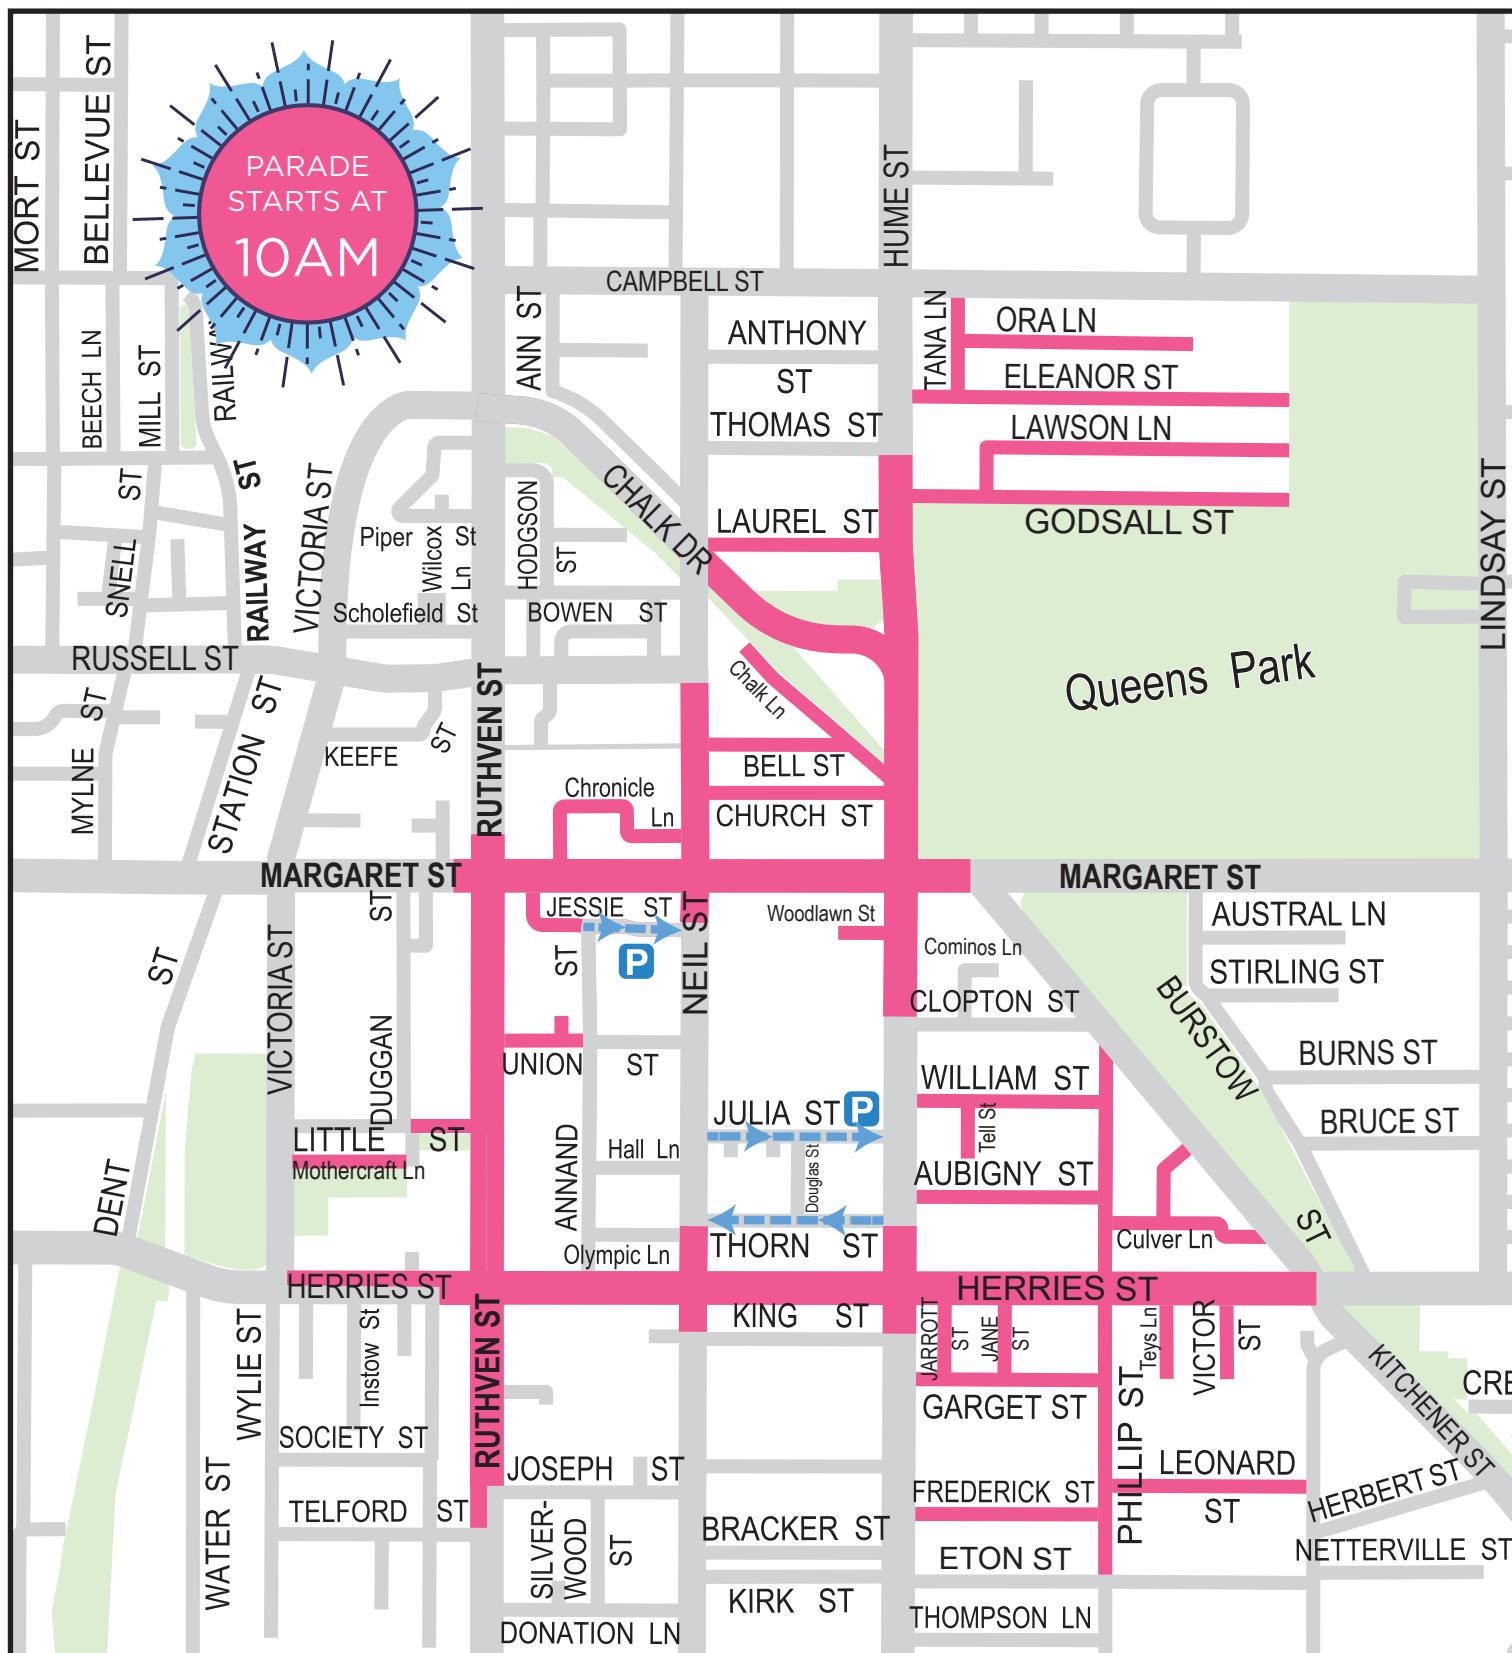 PARADE
STARTS AT
10AM
MORT ST
BELLEVUE ST
HUME ST
CAMPBELL ST
BEECH LN
MILL ST
ANN ST
ANTHONY
ST
THOMAS ST
TANA LN
ORA LN
ELEANOR ST
LAWSON LN
GODSALL ST
LINDSAY ST
SNELL ST
RAILWAY ST
VICTORIA ST
Piper St
Wilcox Ln
Scholefield St
HODGSON
ST
CHALK DR
LAUREL ST
BOWEN ST
RUSSELL ST
RUTHVEN ST
Chalk Ln
Queens Park
MYLNE ST
STATION ST
KEEFE ST
BELL ST
CHURCH ST
Chronicle
Ln
MARGARET ST
MARGARET ST
JESSIE ST
P
NEIL ST
Woodlawn St
Cominos Ln
CLOPTON ST
AUSTRAL LN
STIRLING ST
BURSTOW ST
BURNS ST
BRUCE ST
DENT ST
VICTORIA ST
DUGGAN ST
UNION ST
ANNAND ST
WILLIAM ST
Tell St
JULIA ST
P
LITTLE ST
Mothercraft Ln
Hall Ln
Douglas St
AUBIGNY ST
Olympic Ln
THORN ST
Culver Ln
HERRIES ST
HERRIES ST
KING ST
WYLIE ST
Instow St
RUTHVEN ST
JARROTT
ST
JANE
ST
Teys Ln
VICTOR
ST
KITCHENER ST
CRE
GARGET ST
PHILLIP ST
SOCIETY ST
WATER ST
TELFORD ST
JOSEPH ST
LEONARD
ST
FREDERICK ST
HERBERT ST
SILVER-
WOOD
ST
BRACKER ST
ETON ST
NETTERVILLE ST
KIRK ST
THOMPSON LN
DONATION LN